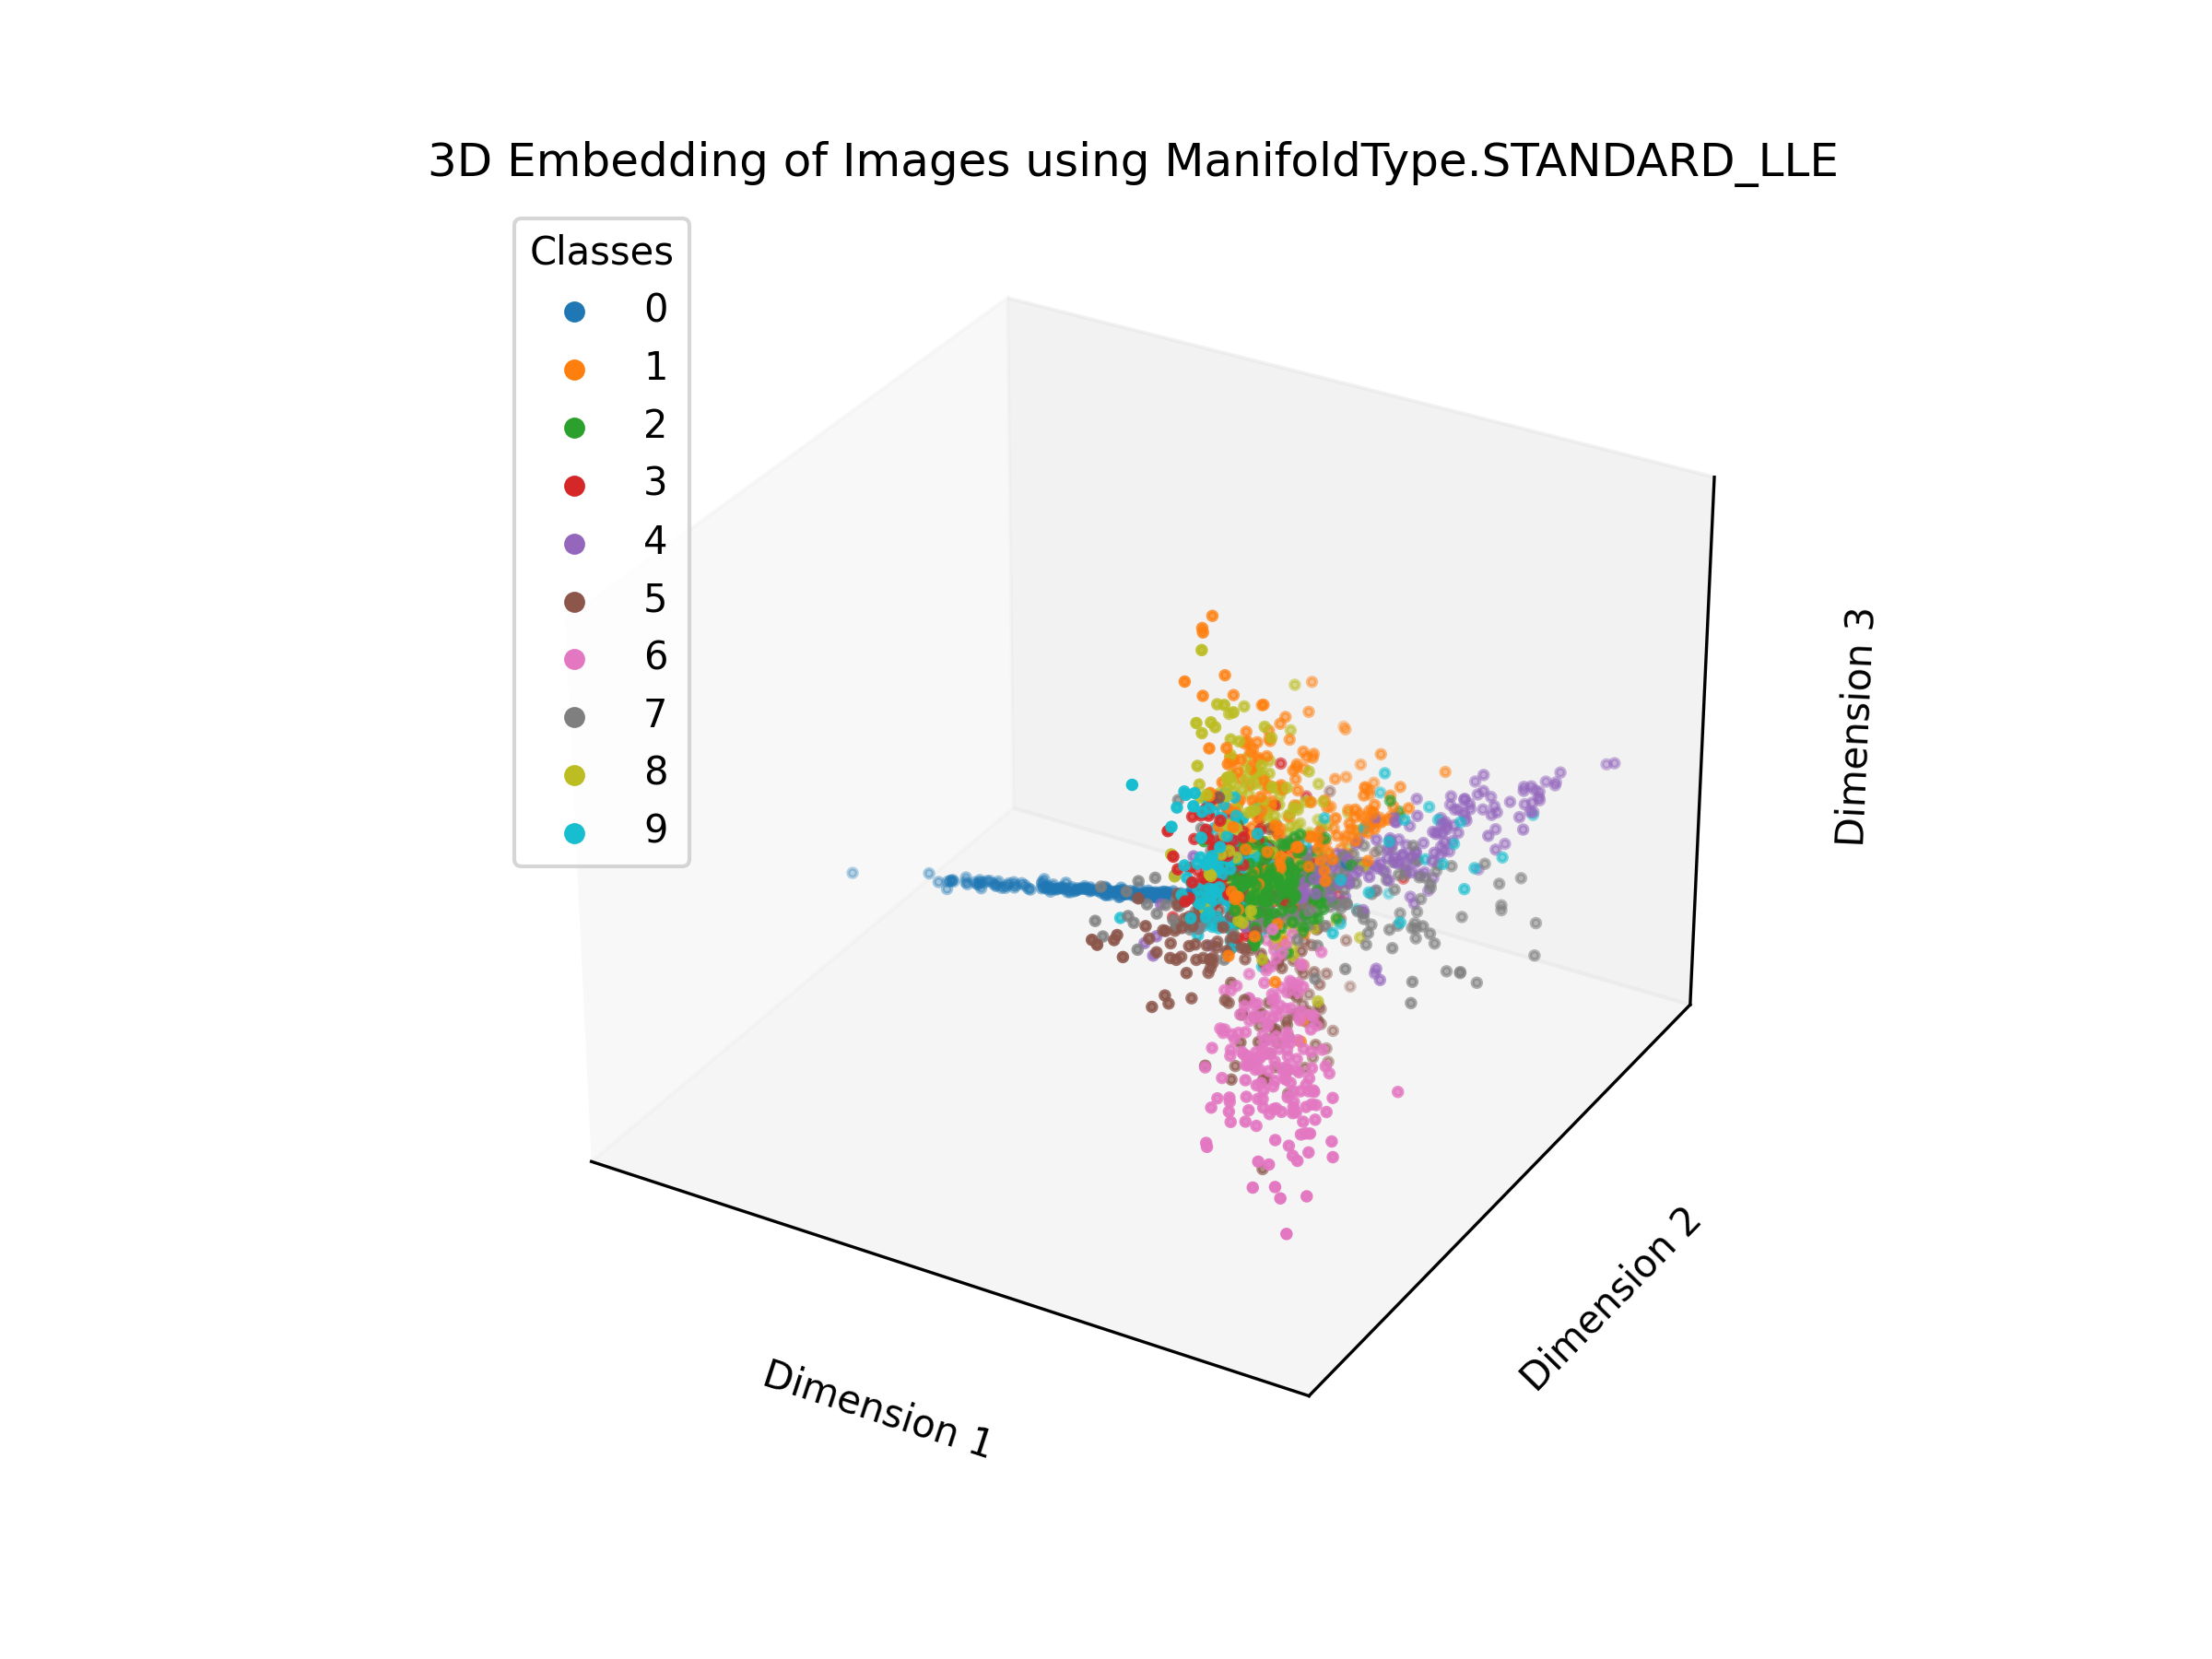 3D Embedding of Images using ManifoldType.STANDARD_LLE
Classes
0
1
2
3
4
5
6
7
8
9
Dimension 3
Dimension 2
Dimension 1